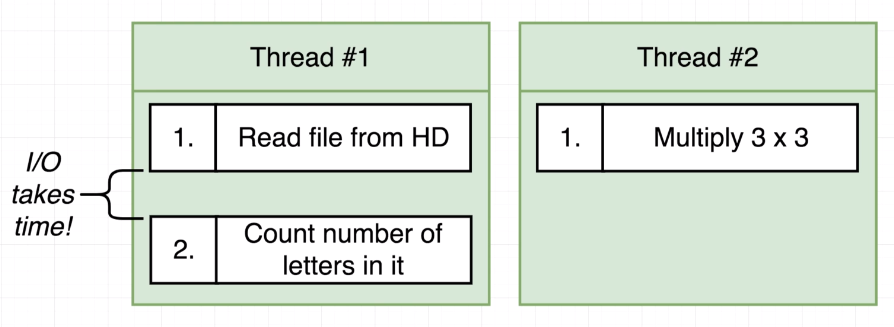 Thread #1
1. Read file from HD
I/O
takes
time!
2. Count number of
letters in it
Thread #2
1. Multiply 3 x 3